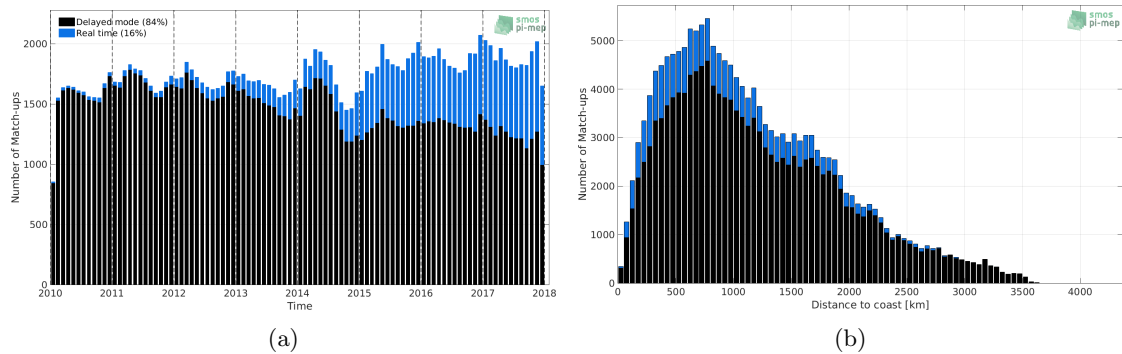 Delayed mode (84%)
Real time (16%)
smos
pi-mep
Number of Match-ups
2000
1500
1000
500
0
2010
2011
2012
2013
2014
2015
2016
2017
2018
Time
(a)
smos
pi-mep
Number of Match-ups
5000
4000
3000
2000
1000
0
0
500
1000
1500
2000
2500
3000
3500
4000
Distance to coast [km]
(b)